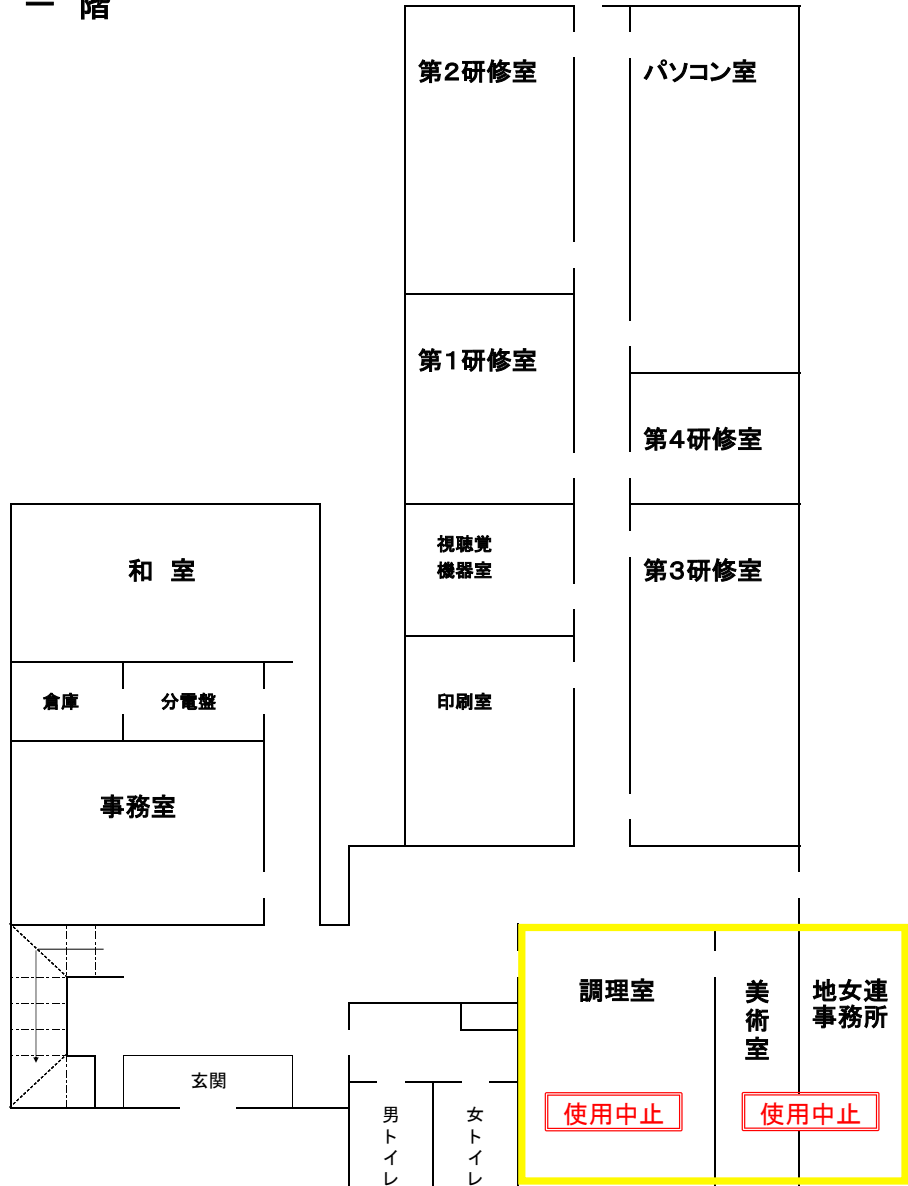 一 階
第2研修室
パソコン室
第1研修室
第4研修室
視聴覚
機器室
和 室
第3研修室
倉庫
分電盤
印刷室
事務室
調理室
美術室
地女連
事務所
玄関
男トイレ
女トイレ
使用中止
使用中止